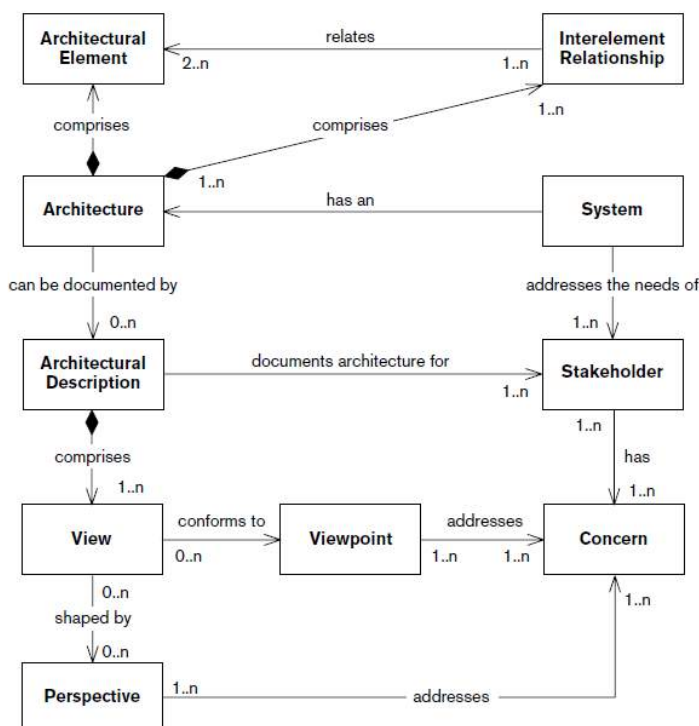 Architectural
Element
relates
2..n
1..n
Interelement
Relationship
comprises
comprises
1..n
1..n
Architecture
has an
System
can be documented by
addresses the needs of
0..n
1..n
Architectural
Description
documents architecture for
1..n
Stakeholder
1..n
comprises
has
1..n
1..n
View
conforms to
0..n
Viewpoint
addresses
1..n
1..n
Concern
0..n
1..n
shaped by
0..n
Perspective
1..n
addresses